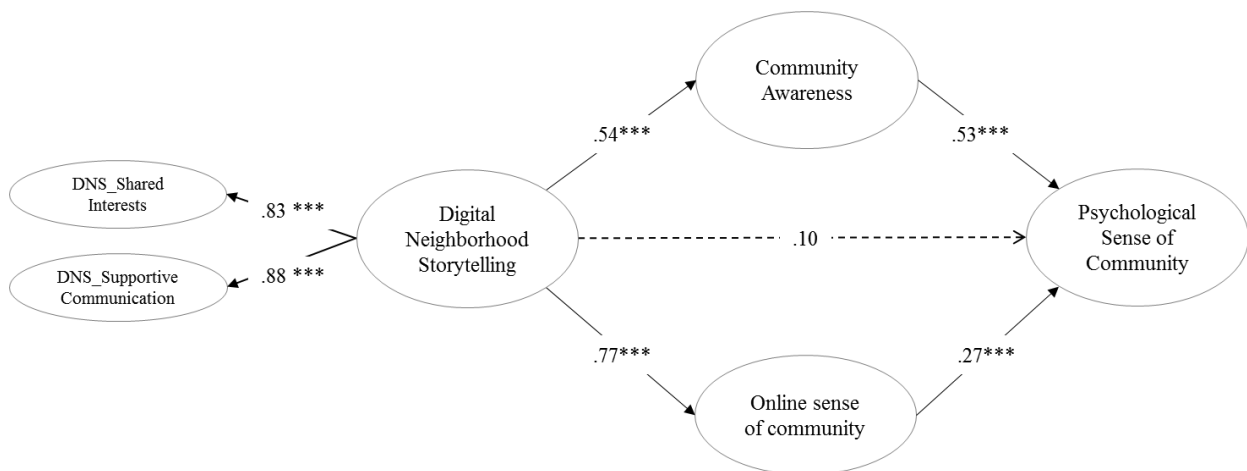 Community
Awareness
.54***
.53***
DNS_Shared
Interests
.83 ***
Digital
Neighborhood
Storytelling
.10
Psychological
Sense of
Community
DNS_Supportive
Communication
.88 ***
.77***
.27***
Online sense
of community